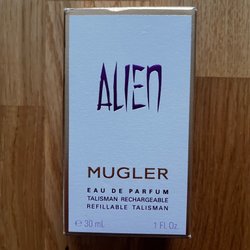 ALIEN
MUGLER
EAU DE PARFUM
TALISMAN RECHARGEABLE
REFILLABLE TALISMAN
℮ 30 mL 1 FL Oz.